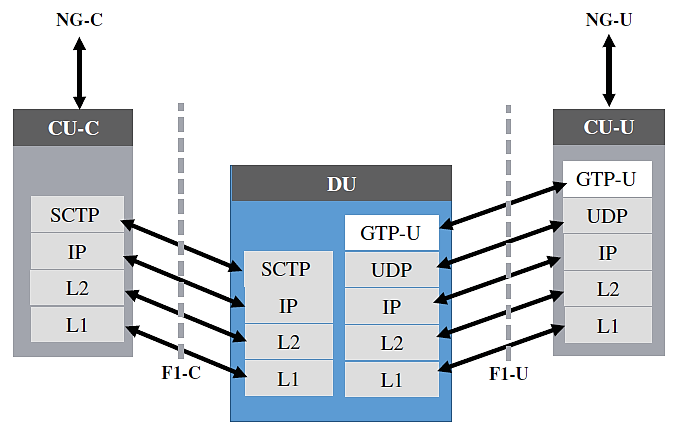 NG-C
NG-U
CU-C
CU-U
DU
SCTP
IP
L2
L1
SCTP
IP
L2
L1
GTP-U
UDP
IP
L2
L1
GTP-U
UDP
IP
L2
L1
F1-C
F1-U